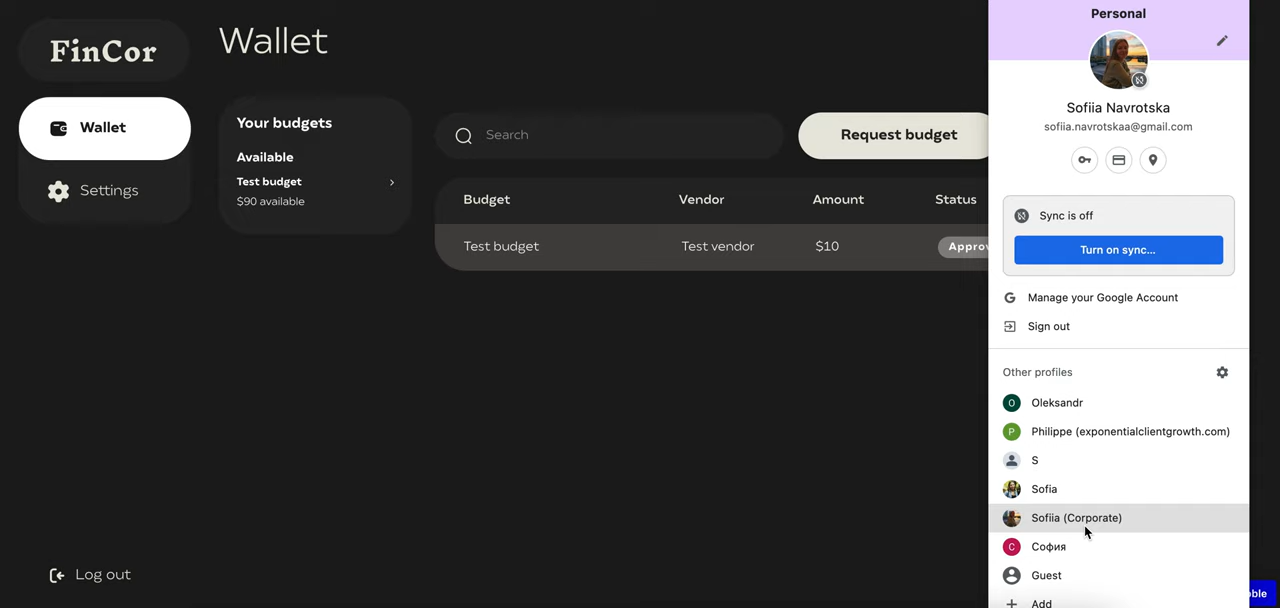 FinCor
Wallet
Settings
Log out
Wallet
Your budgets
Available
Test budget
$90 available
Search
Request budget
Budget Vendor Amount Status
Test budget Test vendor $10 Approv
Personal
Sofiia Navrotska
sofiia.navrotskaa@gmail.com
Sync is off
Turn on sync...
Manage your Google Account
Sign out
Other profiles
O Oleksandr
P Philippe (exponentialclientgrowth.com)
S
Sofia
Sofiia (Corporate)
С София
Guest
Add
ble